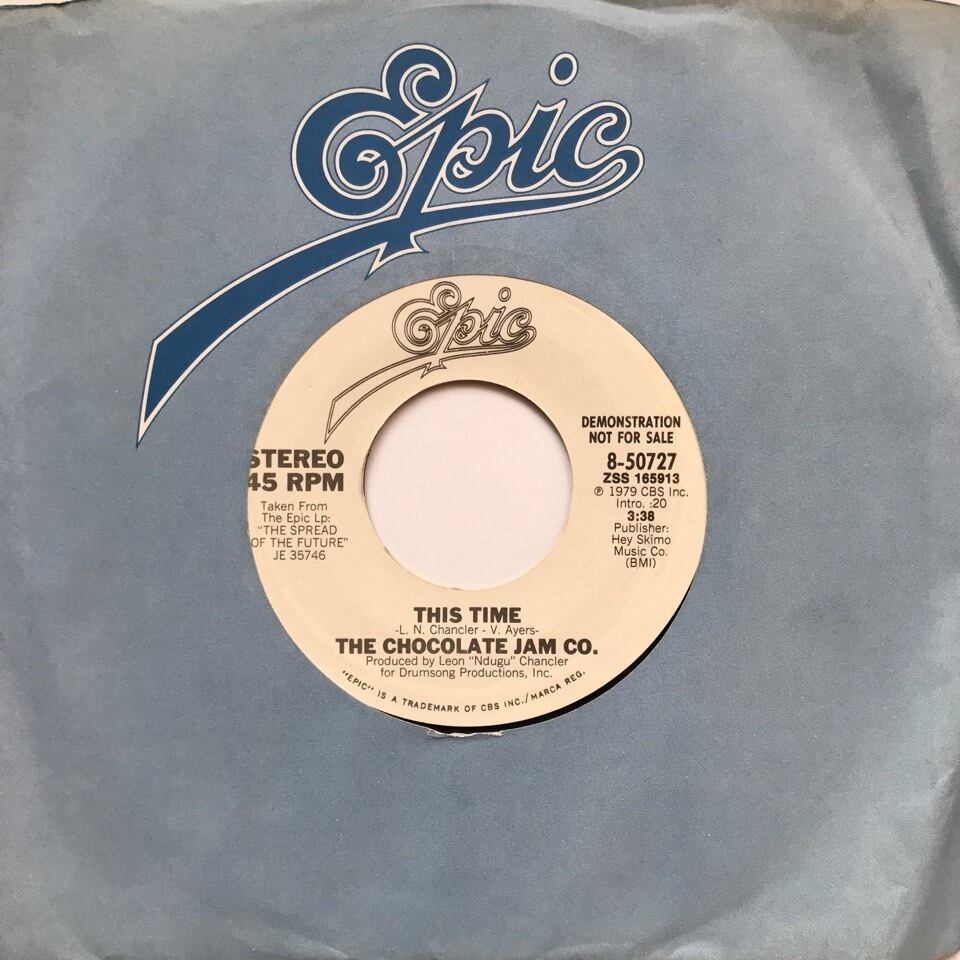 Epic
Epic
DEMONSTRATION
NOT FOR SALE
STEREO
45 RPM
Taken From
The Epic Lp:
"THE SPREAD
OF THE FUTURE"
JE 35746
8-50727
ZSS 165913
℗ 1979 CBS Inc.
Intro. :20
3:38
Publisher:
Hey Skimo
Music Co.
(BMI)
THIS TIME
-L. N. Chancler - V. Ayers-
THE CHOCOLATE JAM CO.
Produced by Leon "Ndugu" Chancler
for Drumsong Productions, Inc.
"EPIC" IS A TRADEMARK OF CBS INC./MARCA REG.